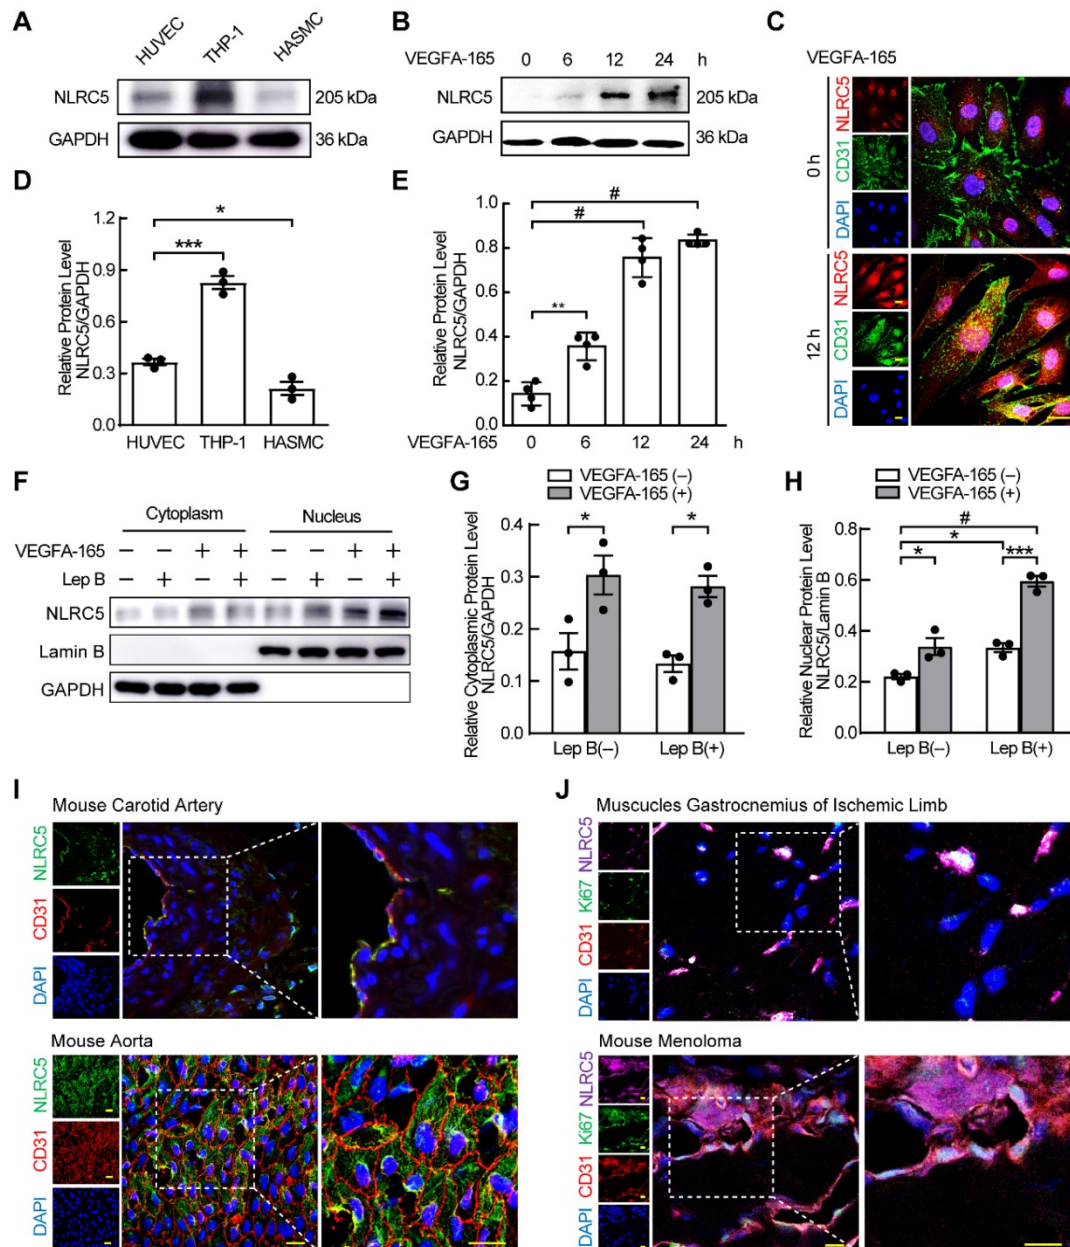 A
HUVEC THP-1 HASMC
NLRC5 205 kDa
GAPDH 36 kDa
B
VEGFA-165 0 6 12 24 h
NLRC5 205 kDa
GAPDH 36 kDa
C
VEGFA-165
0 h
NLRC5
CD31
DAPI
12 h
NLRC5
CD31
DAPI
D
Relative Protein Level
NLRC5/GAPDH
1.2
0.9
0.6
0.3
0.0
*
***
HUVEC THP-1 HASMC
E
Relative Protein Level
NLRC5/GAPDH
1.0
0.8
0.6
0.4
0.2
0.0
#
#
**
VEGFA-165 0 6 12 24 h
F
Cytoplasm Nucleus
VEGFA-165 – – + + – – + +
Lep B – + – + – + – +
NLRC5
Lamin B
GAPDH
G
VEGFA-165 (–)
VEGFA-165 (+)
Relative Cytoplasmic Protein Level
NLRC5/GAPDH
0.4
0.3
0.2
0.1
0.0
* *
Lep B(–) Lep B(+)
H
VEGFA-165 (–)
VEGFA-165 (+)
Relative Nuclear Protein Level
NLRC5/Lamin B
0.8
0.6
0.4
0.2
0.0
#
*
* ***
Lep B(–) Lep B(+)
I
Mouse Carotid Artery
NLRC5
CD31
DAPI
Mouse Aorta
NLRC5
CD31
DAPI
J
Muscucles Gastrocnemius of Ischemic Limb
NLRC5
Ki67
CD31
DAPI
Mouse Menoloma
NLRC5
Ki67
CD31
DAPI